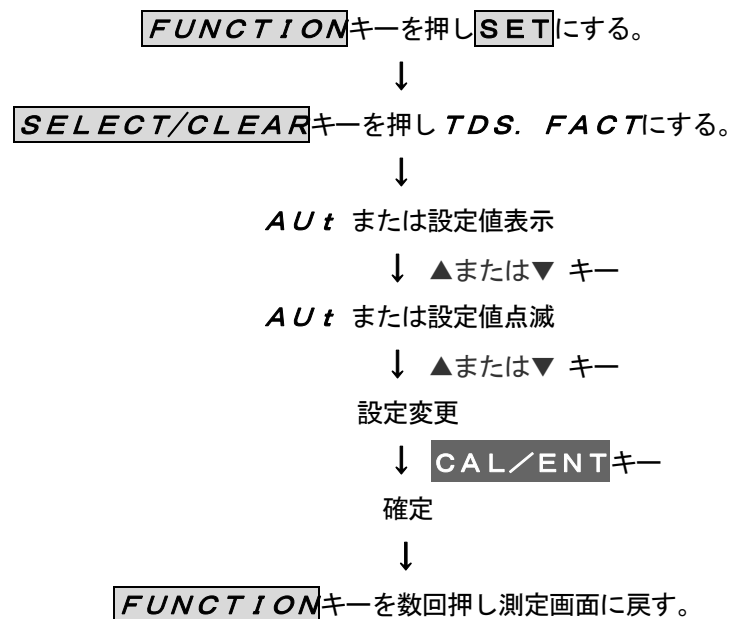 FUNCTIONキーを押しSETにする。
↓
SELECT/CLEARキーを押しTDS. FACTにする。
↓
AUt または設定値表示
↓ ▲または▼ キー
AUt または設定値点滅
↓ ▲または▼ キー
設定変更
↓ CAL/ENTキー
確定
↓
FUNCTIONキーを数回押し測定画面に戻す。